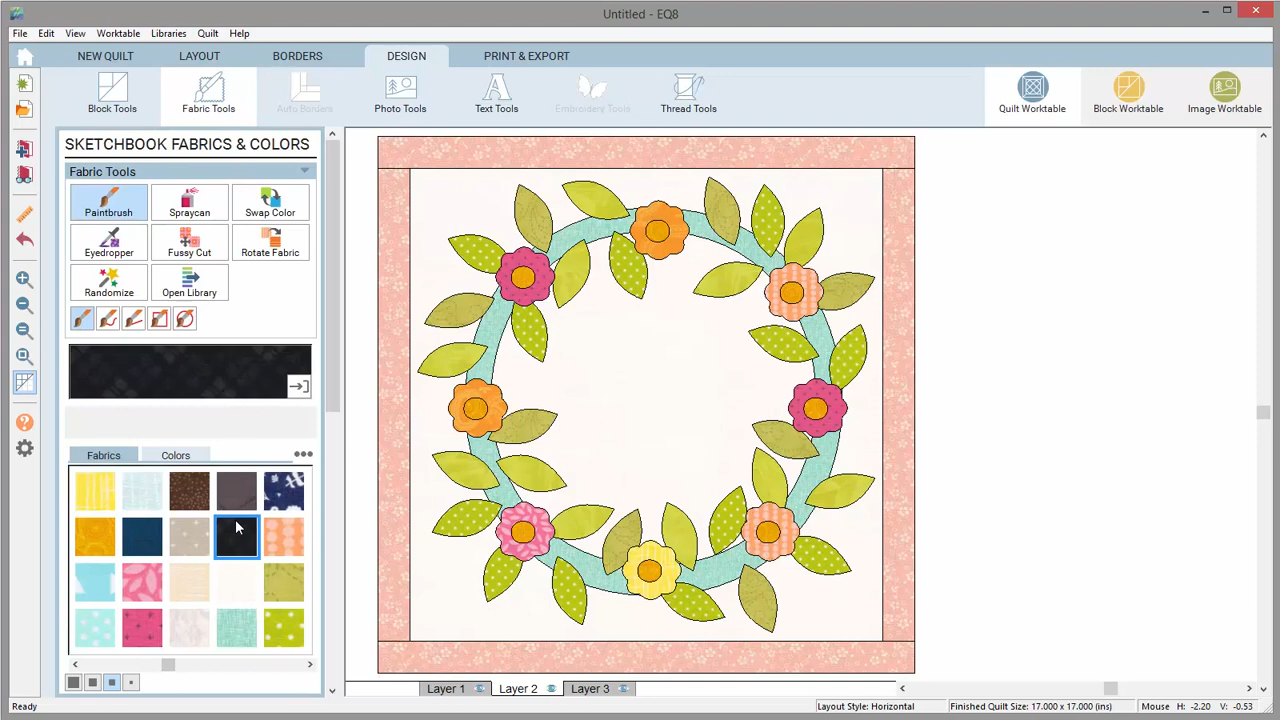 Untitled - EQ8
File Edit View Worktable Libraries Quilt Help
NEW QUILT LAYOUT BORDERS DESIGN PRINT & EXPORT
Block Tools Fabric Tools Auto Borders Photo Tools Text Tools Embroidery Tools Thread Tools Quilt Worktable Block Worktable Image Worktable
SKETCHBOOK FABRICS & COLORS
Fabric Tools
Paintbrush Spraycan Swap Color
Eyedropper Fussy Cut Rotate Fabric
Randomize Open Library
Fabrics Colors
Layer 1 Layer 2 Layer 3
Ready Layout Style: Horizontal Finished Quilt Size: 17.000 x 17.000 (ins) Mouse H: -2.20 V: -0.53